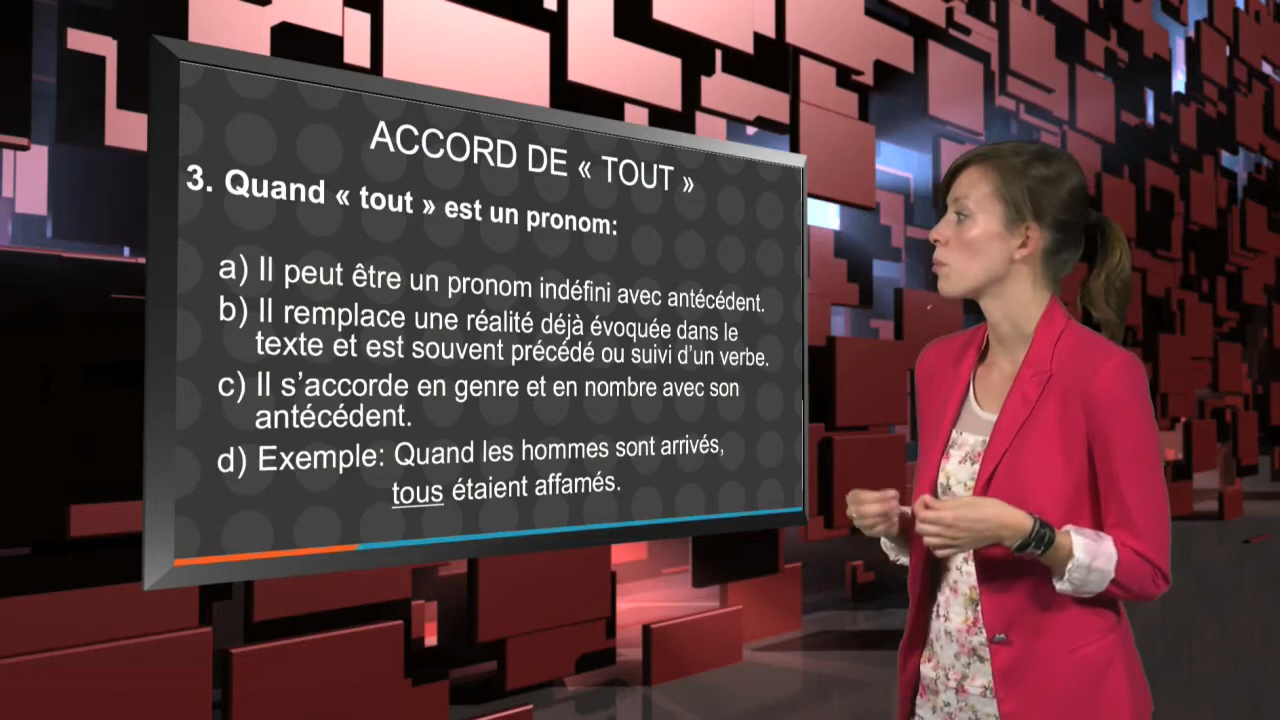 ACCORD DE « TOUT »
3. Quand « tout » est un pronom:
a) Il peut être un pronom indéfini avec antécédent.
b) Il remplace une réalité déjà évoquée dans le
texte et est souvent précédé ou suivi d’un verbe.
c) Il s’accorde en genre et en nombre avec son
antécédent.
d) Exemple: Quand les hommes sont arrivés,
tous étaient affamés.